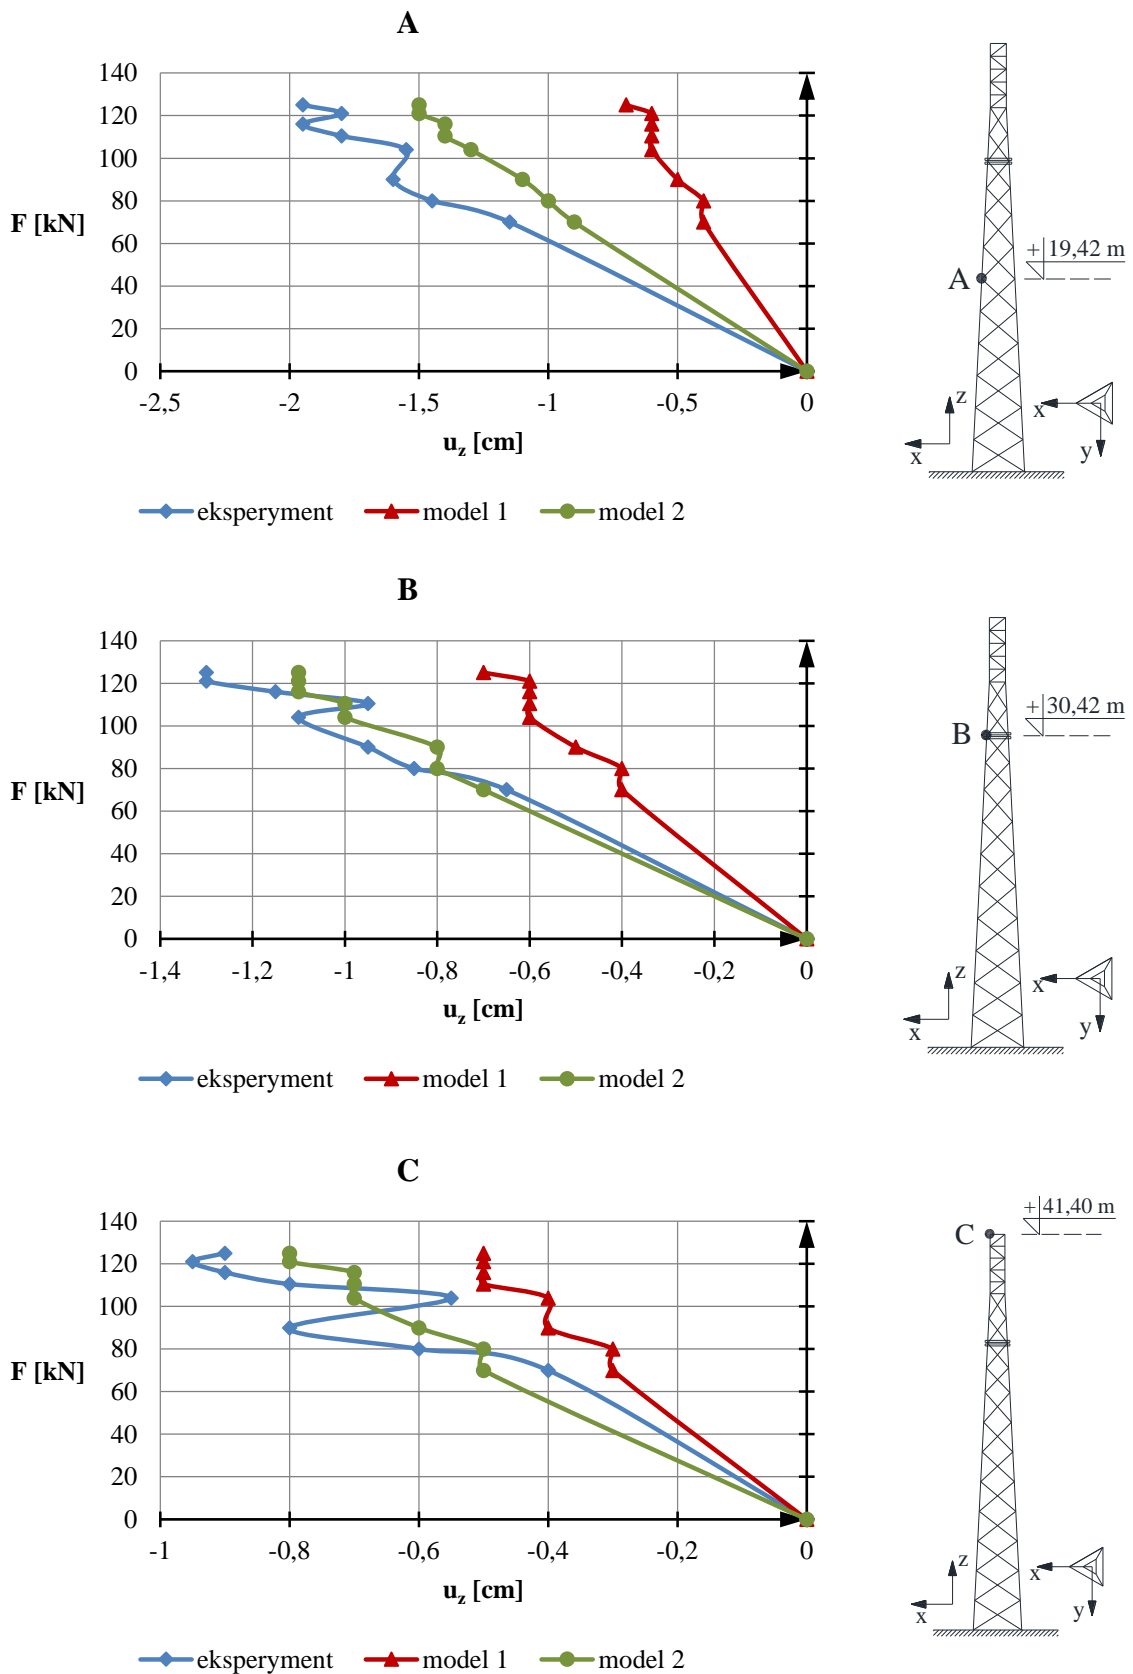 A
140
120
100
80
60
40
20
0
F [kN]
-2,5 -2 -1,5 -1 -0,5 0
u_z [cm]
eksperyment model 1 model 2
A
+ 19,42 m
z
x
x
y
B
140
120
100
80
60
40
20
0
F [kN]
-1,4 -1,2 -1 -0,8 -0,6 -0,4 -0,2 0
u_z [cm]
eksperyment model 1 model 2
B
+ 30,42 m
z
x
x
y
C
140
120
100
80
60
40
20
0
F [kN]
-1 -0,8 -0,6 -0,4 -0,2 0
u_z [cm]
eksperyment model 1 model 2
C
+ 41,40 m
z
x
x
y